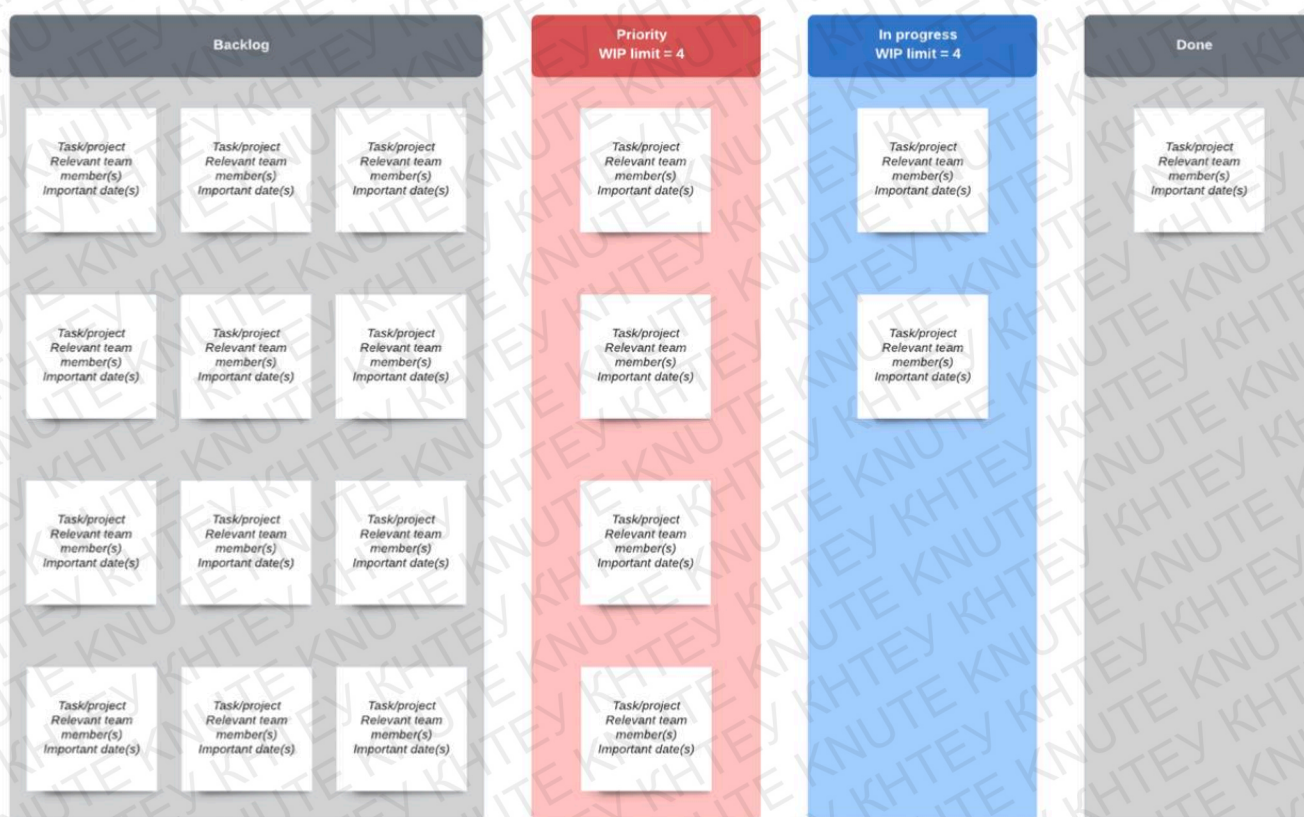 Backlog
Priority
WIP limit = 4
In progress
WIP limit = 4
Done
Task/project
Relevant team
member(s)
Important date(s)
Task/project
Relevant team
member(s)
Important date(s)
Task/project
Relevant team
member(s)
Important date(s)
Task/project
Relevant team
member(s)
Important date(s)
Task/project
Relevant team
member(s)
Important date(s)
Task/project
Relevant team
member(s)
Important date(s)
Task/project
Relevant team
member(s)
Important date(s)
Task/project
Relevant team
member(s)
Important date(s)
Task/project
Relevant team
member(s)
Important date(s)
Task/project
Relevant team
member(s)
Important date(s)
Task/project
Relevant team
member(s)
Important date(s)
Task/project
Relevant team
member(s)
Important date(s)
Task/project
Relevant team
member(s)
Important date(s)
Task/project
Relevant team
member(s)
Important date(s)
Task/project
Relevant team
member(s)
Important date(s)
Task/project
Relevant team
member(s)
Important date(s)
Task/project
Relevant team
member(s)
Important date(s)
Task/project
Relevant team
member(s)
Important date(s)
Task/project
Relevant team
member(s)
Important date(s)
KNUTE КНТЕУ